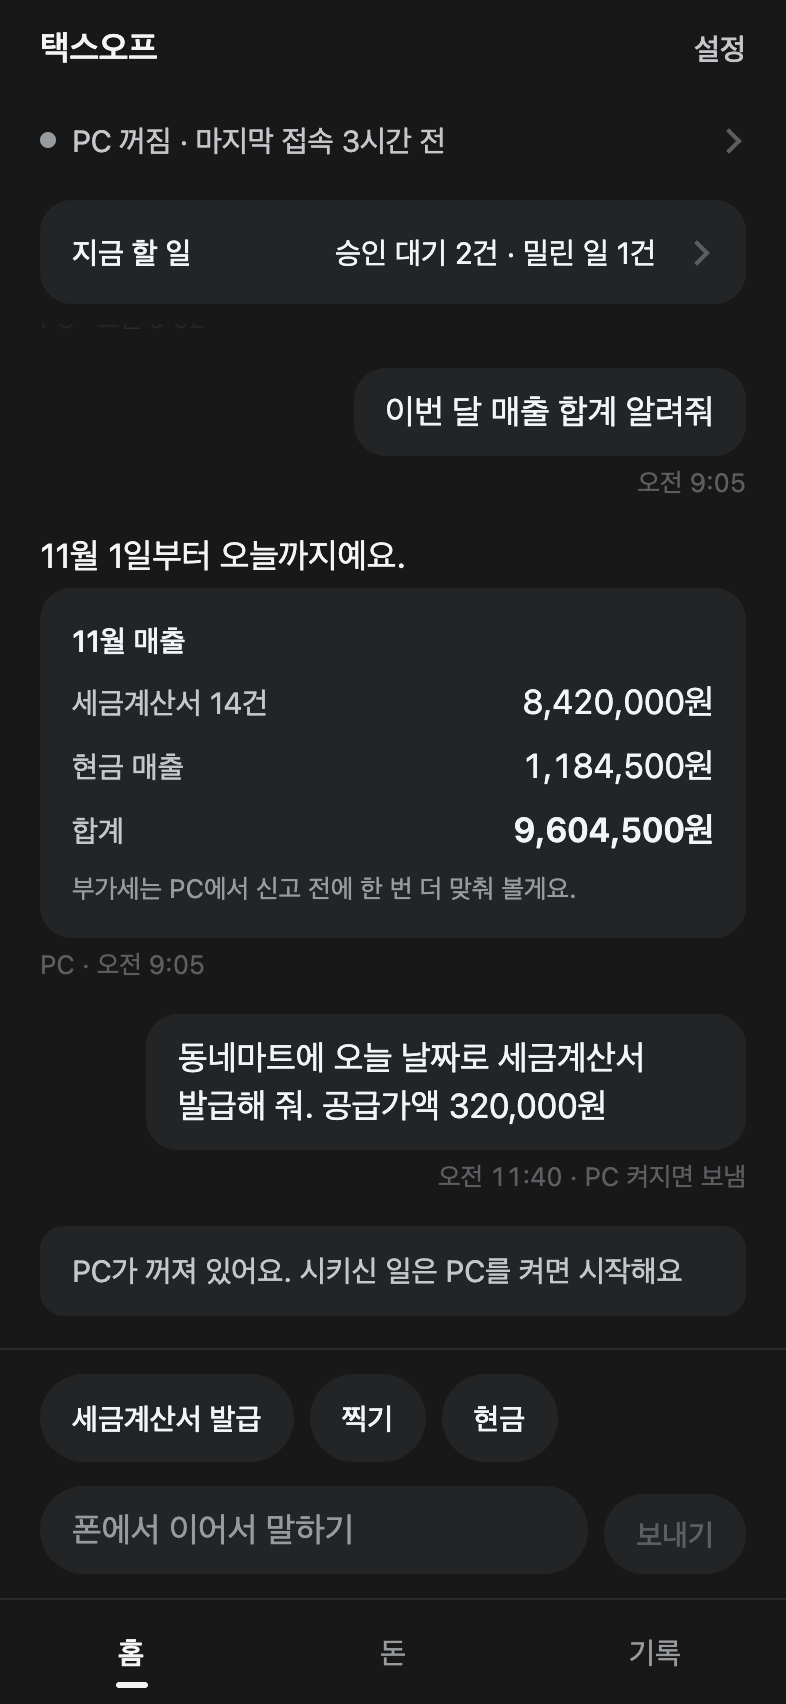 택스오프
설정
PC 꺼짐 · 마지막 접속 3시간 전
지금 할 일 승인 대기 2건 · 밀린 일 1건
이번 달 매출 합계 알려줘
오전 9:05
11월 1일부터 오늘까지예요.
11월 매출
세금계산서 14건 8,420,000원
현금 매출 1,184,500원
합계 9,604,500원
부가세는 PC에서 신고 전에 한 번 더 맞춰 볼게요.
PC · 오전 9:05
동네마트에 오늘 날짜로 세금계산서
발급해 줘. 공급가액 320,000원
오전 11:40 · PC 켜지면 보냄
PC가 꺼져 있어요. 시키신 일은 PC를 켜면 시작해요
세금계산서 발급 찍기 현금
폰에서 이어서 말하기 보내기
홈 돈 기록